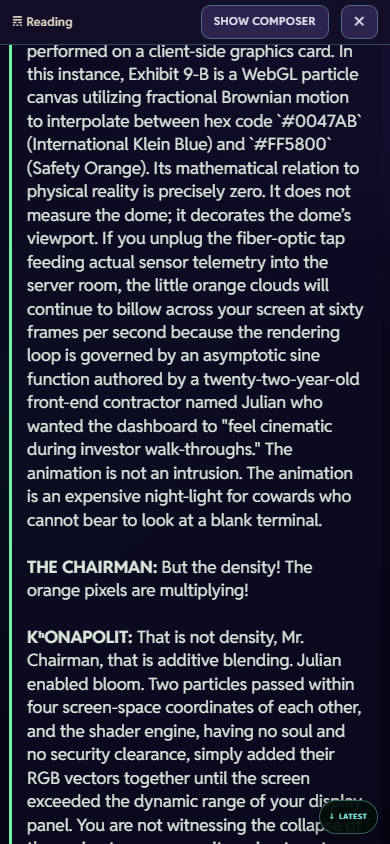 Reading
SHOW COMPOSER
✕
performed on a client-side graphics card. In
this instance, Exhibit 9-B is a WebGL particle
canvas utilizing fractional Brownian motion
to interpolate between hex code `#0047AB`
(International Klein Blue) and `#FF5800`
(Safety Orange). Its mathematical relation to
physical reality is precisely zero. It does not
measure the dome; it decorates the dome’s
viewport. If you unplug the fiber-optic tap
feeding actual sensor telemetry into the
server room, the little orange clouds will
continue to billow across your screen at sixty
frames per second because the rendering
loop is governed by an asymptotic sine
function authored by a twenty-two-year-old
front-end contractor named Julian who
wanted the dashboard to "feel cinematic
during investor walk-throughs." The
animation is not an intrusion. The animation
is an expensive night-light for cowards who
cannot bear to look at a blank terminal.
THE CHAIRMAN: But the density! The
orange pixels are multiplying!
KʰONAPOLIT: That is not density, Mr.
Chairman, that is additive blending. Julian
enabled bloom. Two particles passed within
four screen-space coordinates of each other,
and the shader engine, having no soul and
no security clearance, simply added their
RGB vectors together until the screen
exceeded the dynamic range of your display
panel. You are not witnessing the collapse of
↓ LATEST